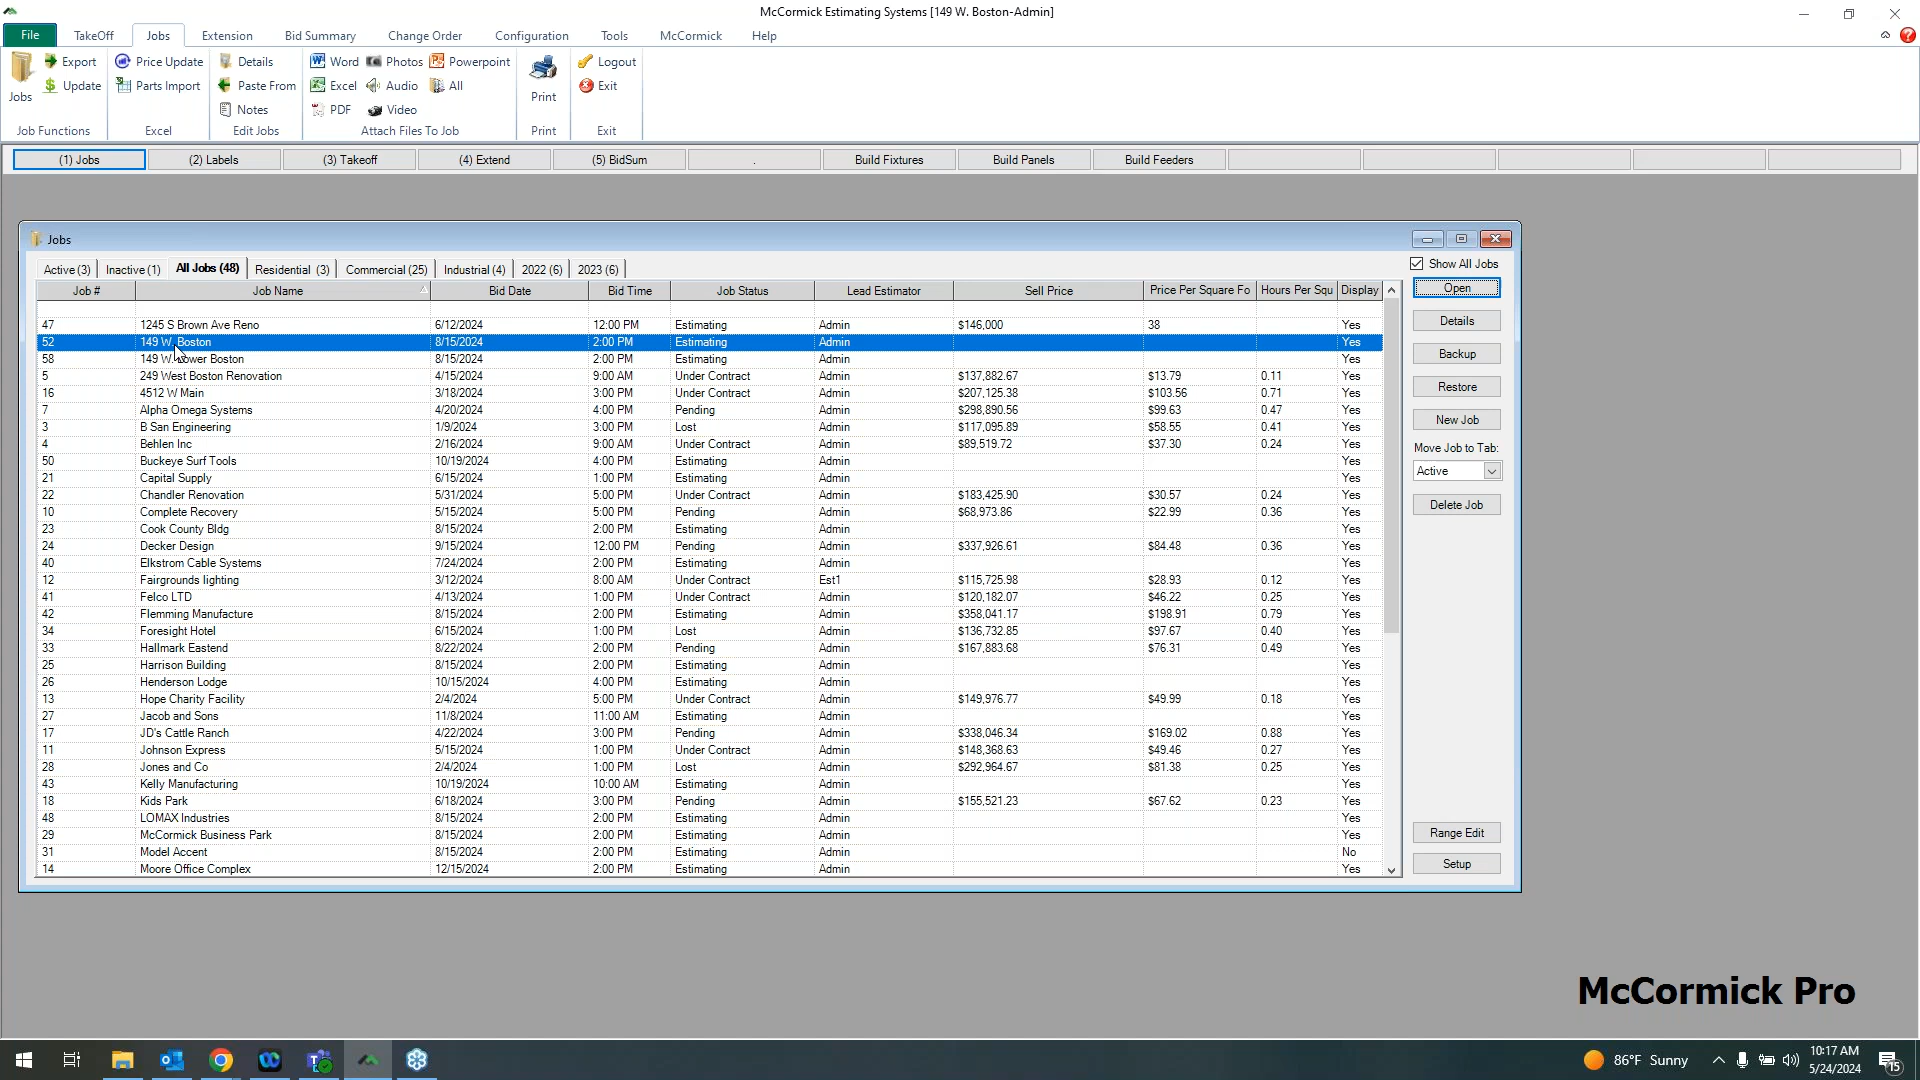 McCormick Estimating Systems [149 W. Boston-Admin]
File TakeOff Jobs Extension Bid Summary Change Order Configuration Tools McCormick Help
Jobs Export Update Job Functions
Price Update Parts Import Excel
Details Paste From Notes Edit Jobs
Word Photos Powerpoint
Excel Audio All
PDF Video
Attach Files To Job
Print Print
Logout Exit Exit
(1) Jobs (2) Labels (3) Takeoff (4) Extend (5) BidSum . Build Fixtures Build Panels Build Feeders
Jobs
Active (3) Inactive (1) All Jobs (48) Residential (3) Commercial (25) Industrial (4) 2022 (6) 2023 (6)
Job # Job Name Bid Date Bid Time Job Status Lead Estimator Sell Price Price Per Square Fo Hours Per Squ Display
47 1245 S Brown Ave Reno 6/12/2024 12:00 PM Estimating Admin $146,000 38 Yes
52 149 W. Boston 8/15/2024 2:00 PM Estimating Admin Yes
58 149 W. Lower Boston 8/15/2024 2:00 PM Estimating Admin Yes
5 249 West Boston Renovation 4/15/2024 9:00 AM Under Contract Admin $137,882.67 $13.79 0.11 Yes
16 4512 W Main 3/18/2024 3:00 PM Under Contract Admin $207,125.38 $103.56 0.71 Yes
7 Alpha Omega Systems 4/20/2024 4:00 PM Pending Admin $298,890.56 $99.63 0.47 Yes
3 B San Engineering 1/9/2024 3:00 PM Lost Admin $117,095.89 $58.55 0.41 Yes
4 Behlen Inc 2/16/2024 9:00 AM Under Contract Admin $89,519.72 $37.30 0.24 Yes
50 Buckeye Surf Tools 10/19/2024 4:00 PM Estimating Admin Yes
21 Capital Supply 6/15/2024 1:00 PM Estimating Admin Yes
22 Chandler Renovation 5/31/2024 5:00 PM Under Contract Admin $183,425.90 $30.57 0.24 Yes
10 Complete Recovery 5/15/2024 5:00 PM Pending Admin $68,973.86 $22.99 0.36 Yes
23 Cook County Bldg 8/15/2024 2:00 PM Estimating Admin Yes
24 Decker Design 9/15/2024 12:00 PM Pending Admin $337,926.61 $84.48 0.36 Yes
40 Elkstrom Cable Systems 7/24/2024 2:00 PM Estimating Admin Yes
12 Fairgrounds lighting 3/12/2024 8:00 AM Under Contract Est1 $115,725.98 $28.93 0.12 Yes
41 Felco LTD 4/13/2024 1:00 PM Under Contract Admin $120,182.07 $46.22 0.25 Yes
42 Flemming Manufacture 8/15/2024 2:00 PM Estimating Admin $358,041.17 $198.91 0.79 Yes
34 Foresight Hotel 6/15/2024 1:00 PM Lost Admin $136,732.85 $97.67 0.40 Yes
33 Hallmark Eastend 8/22/2024 2:00 PM Pending Admin $167,883.68 $76.31 0.49 Yes
25 Harrison Building 8/15/2024 2:00 PM Estimating Admin Yes
26 Henderson Lodge 10/15/2024 4:00 PM Estimating Admin Yes
13 Hope Charity Facility 2/4/2024 5:00 PM Under Contract Admin $149,976.77 $49.99 0.18 Yes
27 Jacob and Sons 11/8/2024 11:00 AM Estimating Admin Yes
17 JD's Cattle Ranch 4/22/2024 3:00 PM Pending Admin $338,046.34 $169.02 0.88 Yes
11 Johnson Express 5/15/2024 1:00 PM Under Contract Admin $148,368.63 $49.46 0.27 Yes
28 Jones and Co 2/4/2024 1:00 PM Lost Admin $292,964.67 $81.38 0.25 Yes
43 Kelly Manufacturing 10/19/2024 10:00 AM Estimating Admin Yes
18 Kids Park 6/18/2024 3:00 PM Pending Admin $155,521.23 $67.62 0.23 Yes
48 LOMAX Industries 8/15/2024 2:00 PM Estimating Admin Yes
29 McCormick Business Park 8/15/2024 2:00 PM Estimating Admin Yes
31 Model Accent 8/15/2024 2:00 PM Estimating Admin No
14 Moore Office Complex 12/15/2024 2:00 PM Estimating Admin Yes
Show All Jobs
Open
Details
Backup
Restore
New Job
Move Job to Tab:
Active
Delete Job
Range Edit
Setup
McCormick Pro
86°F Sunny
10:17 AM
5/24/2024
15